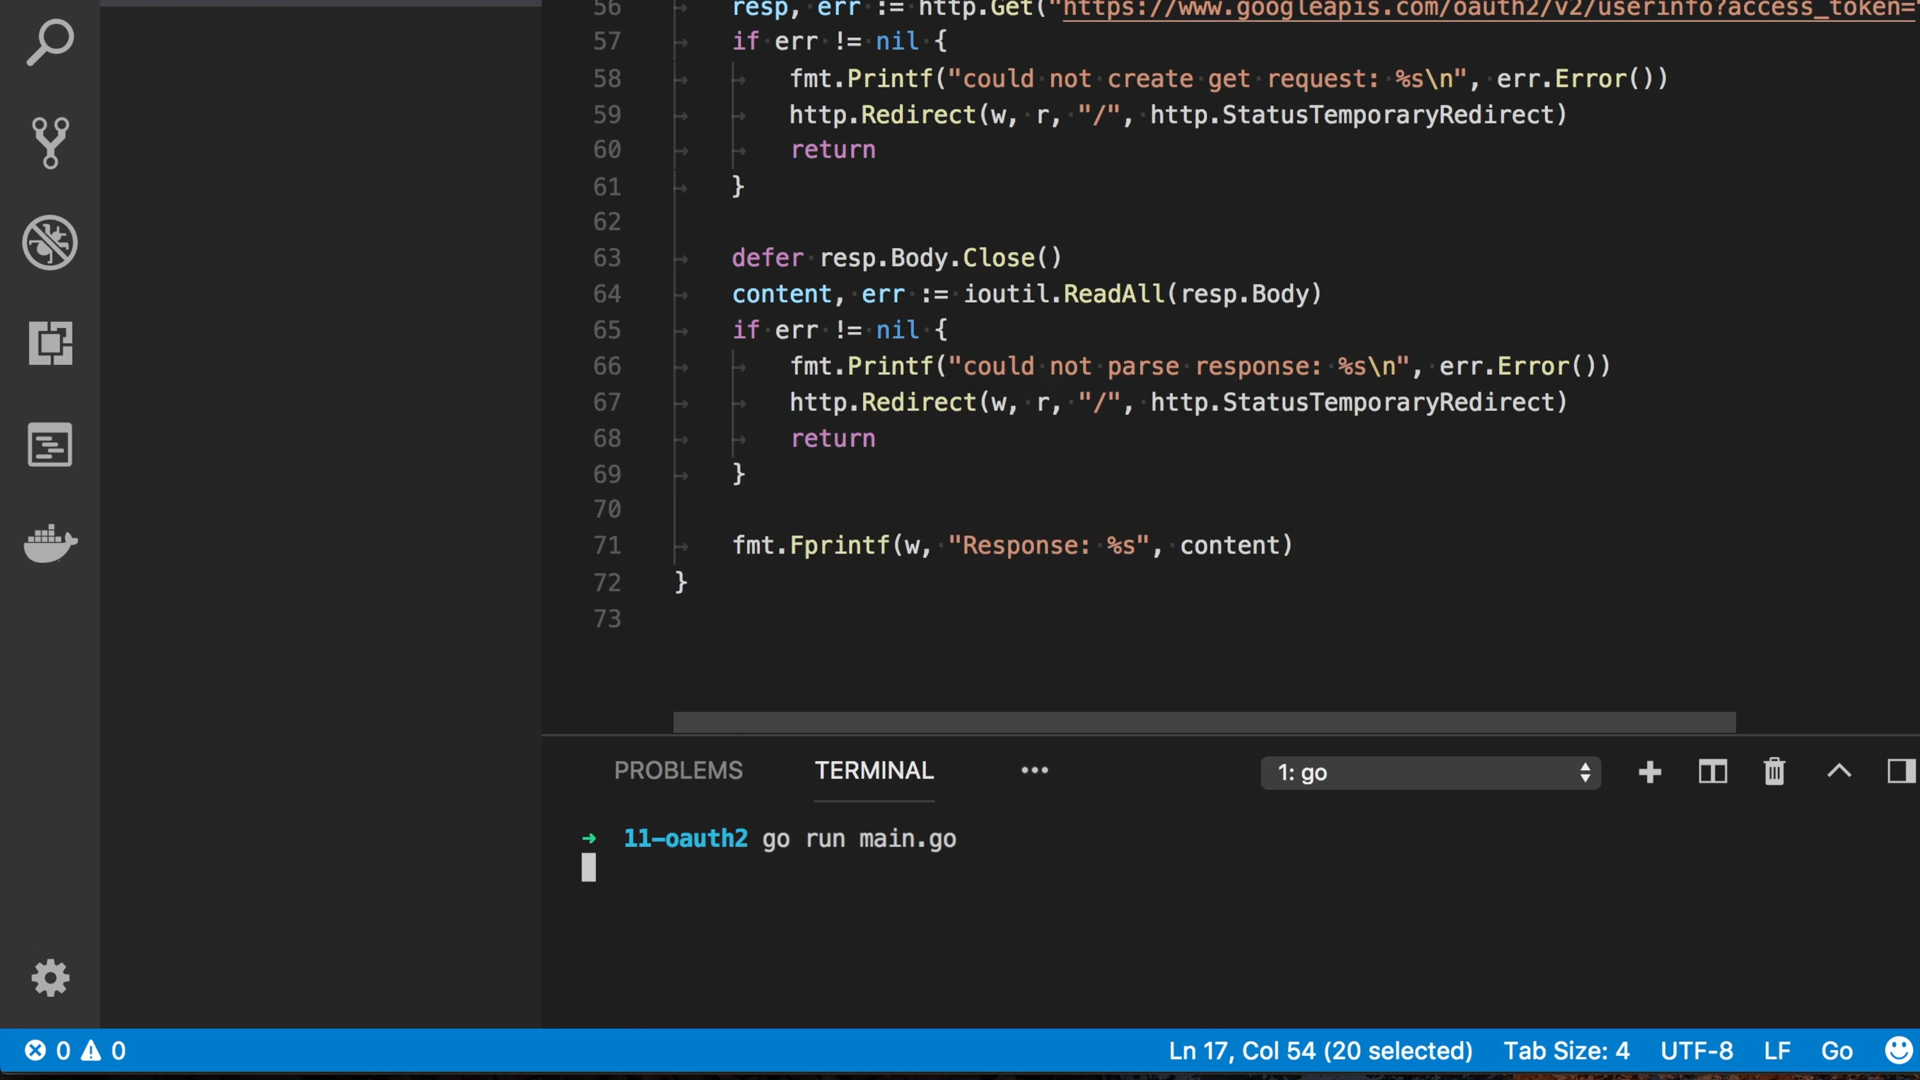 56 resp, err := http.Get("https://www.googleapis.com/oauth2/v2/userinfo?access_token="
57 if err != nil {
58 fmt.Printf("could not create get request: %s\n", err.Error())
59 http.Redirect(w, r, "/", http.StatusTemporaryRedirect)
60 return
61 }
62
63 defer resp.Body.Close()
64 content, err := ioutil.ReadAll(resp.Body)
65 if err != nil {
66 fmt.Printf("could not parse response: %s\n", err.Error())
67 http.Redirect(w, r, "/", http.StatusTemporaryRedirect)
68 return
69 }
70
71 fmt.Fprintf(w, "Response: %s", content)
72 }
73
PROBLEMS TERMINAL ••• 1: go
➜ 11-oauth2 go run main.go
0 0 Ln 17, Col 54 (20 selected) Tab Size: 4 UTF-8 LF Go